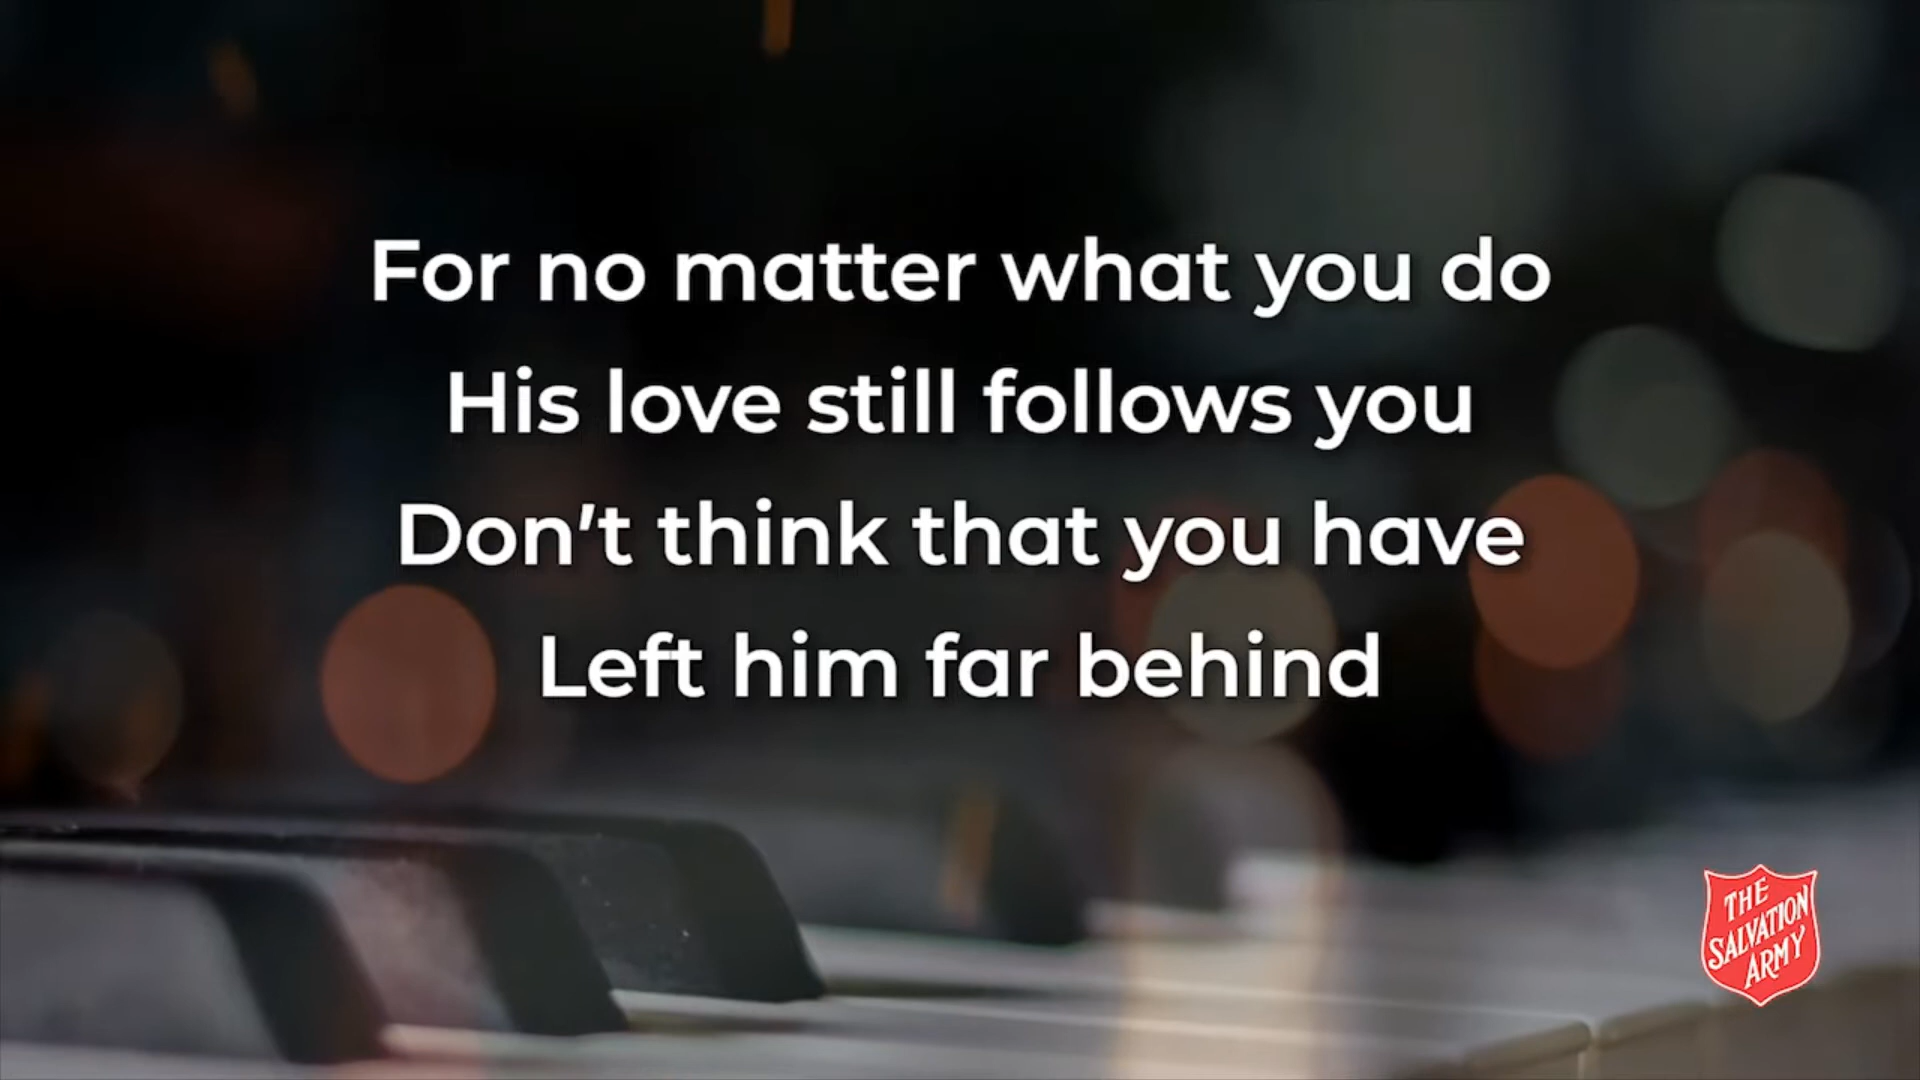 For no matter what you do
His love still follows you
Don't think that you have
Left him far behind
THE
SALVATION
ARMY